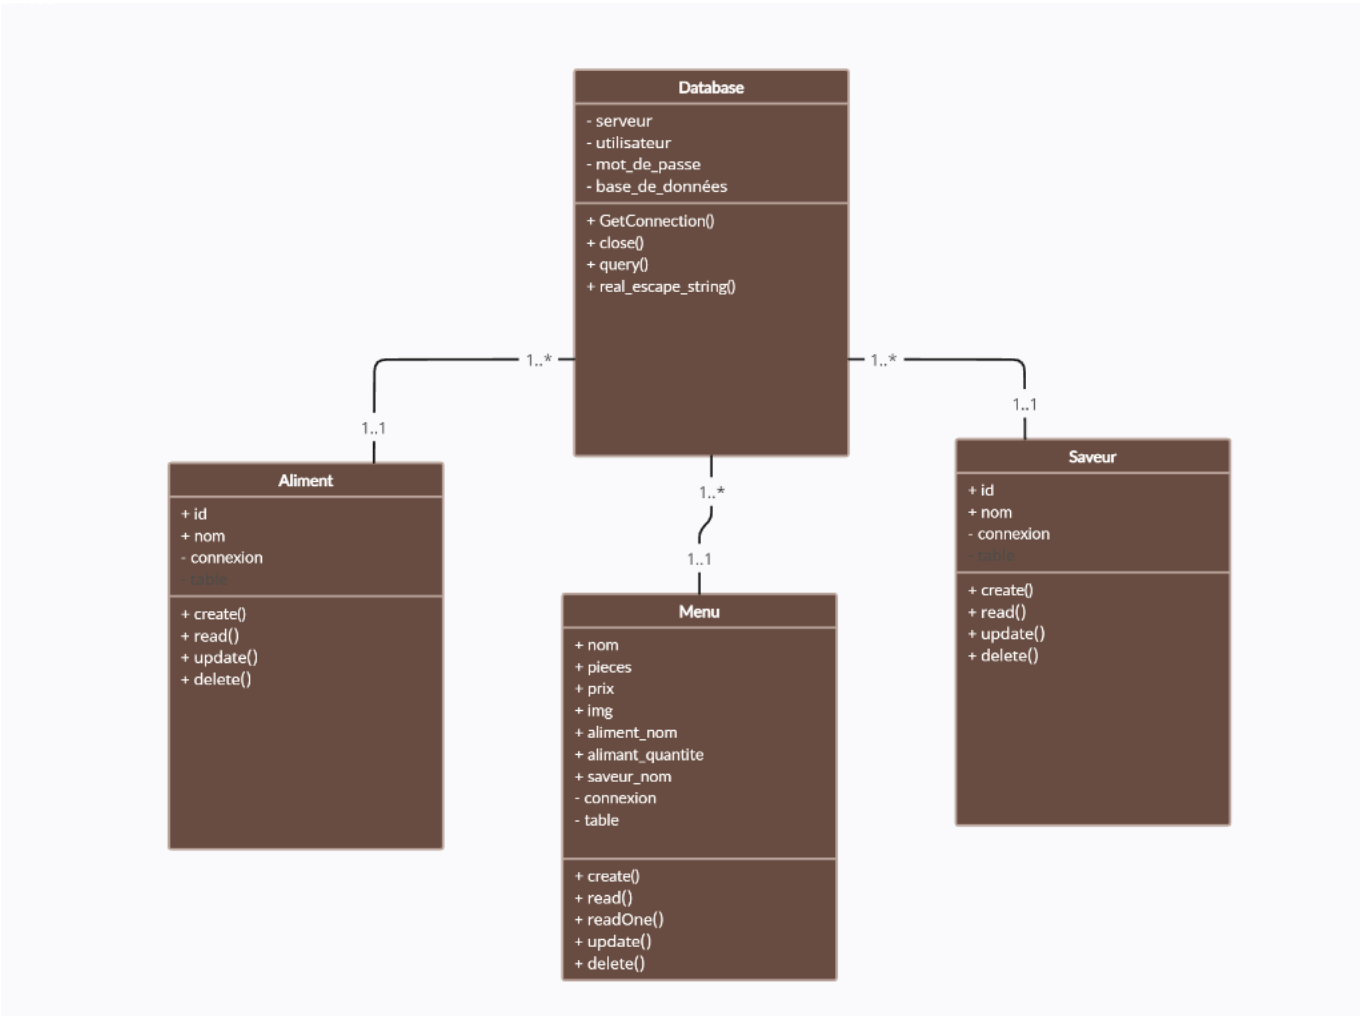 Database
- serveur
- utilisateur
- mot_de_passe
- base_de_données
+ GetConnection()
+ close()
+ query()
+ real_escape_string()
1..*
1..*
1..1
1..1
1..*
1..1
Aliment
+ id
+ nom
- connexion
- table
+ create()
+ read()
+ update()
+ delete()
Saveur
+ id
+ nom
- connexion
- table
+ create()
+ read()
+ update()
+ delete()
Menu
+ nom
+ pieces
+ prix
+ img
+ aliment_nom
+ alimant_quantite
+ saveur_nom
- connexion
- table
+ create()
+ read()
+ readOne()
+ update()
+ delete()